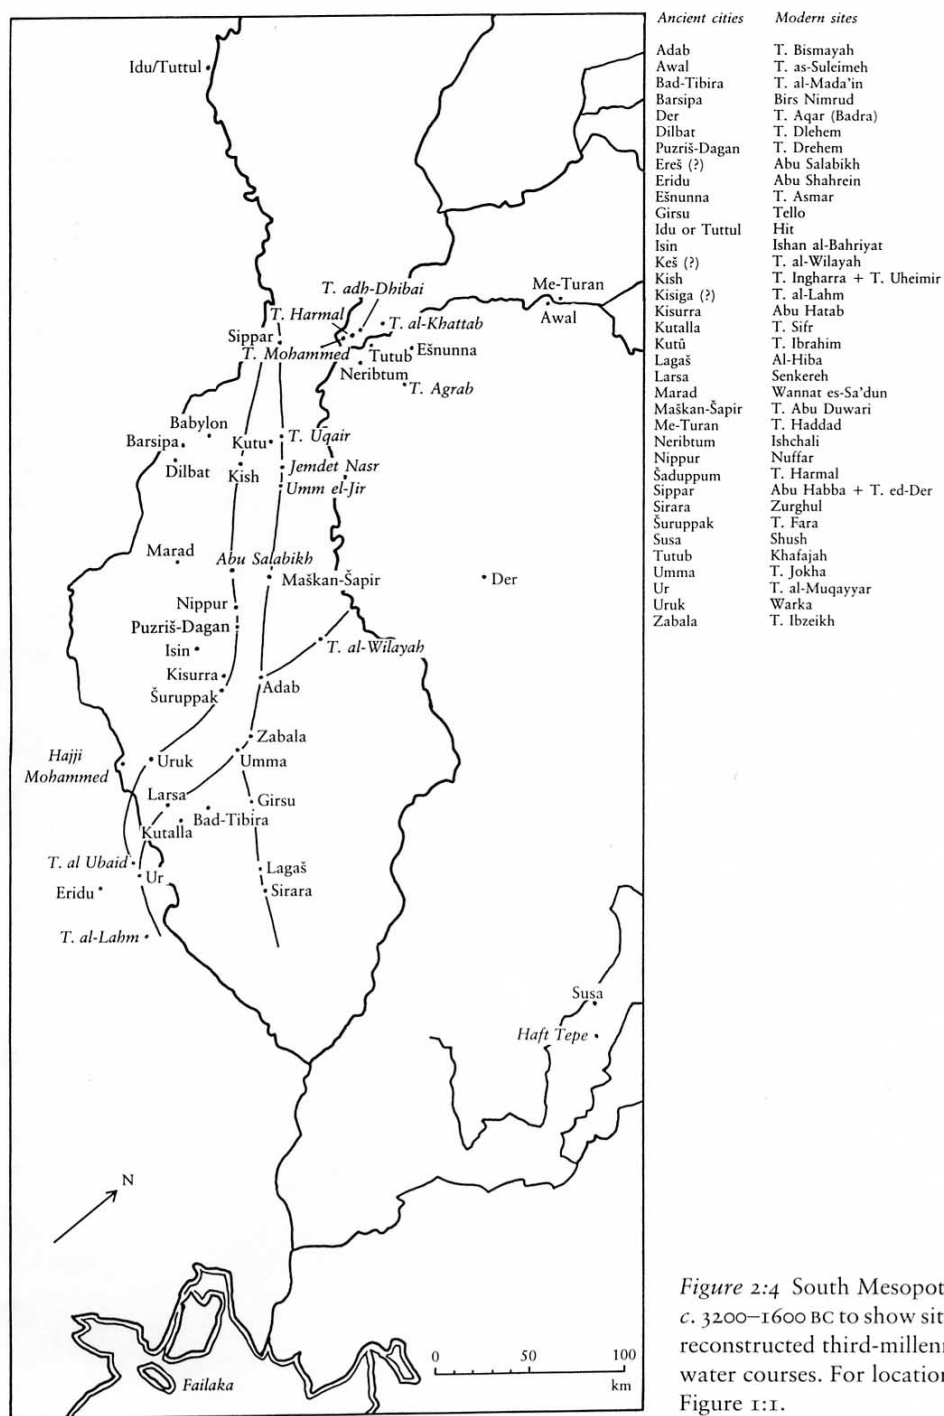 Ancient cities Modern sites
Adab T. Bismayah
Awal T. as-Suleimeh
Bad-Tibira T. al-Mada'in
Barsipa Birs Nimrud
Der T. Aqar (Badra)
Dilbat T. Dlehem
Puzriš-Dagan T. Drehem
Ereš (?) Abu Salabikh
Eridu Abu Shahrein
Ešnunna T. Asmar
Girsu Tello
Idu or Tuttul Hit
Isin Ishan al-Bahriyat
Keš (?) T. al-Wilayah
Kish T. Ingharra + T. Uheimir
Kisiga (?) T. al-Lahm
Kisurra Abu Hatab
Kutalla T. Sifr
Kutû T. Ibrahim
Lagaš Al-Hiba
Larsa Senkereh
Marad Wannat es-Sa'dun
Maškan-Šapir T. Abu Duwari
Me-Turan T. Haddad
Neribtum Ishchali
Nippur Nuffar
Šaduppum T. Harmal
Sippar Abu Habba + T. ed-Der
Sirara Zurghul
Šuruppak T. Fara
Susa Shush
Tutub Khafajah
Umma T. Jokha
Ur T. al-Muqayyar
Uruk Warka
Zabala T. Ibzeikh
Idu/Tuttul
T. adh-Dhibai
Me-Turan
T. Harmal
Awal
T. al-Khattab
Sippar
T. Mohammed
Tutub
Ešnunna
Neribtum
T. Agrab
Babylon
Barsipa
Kutu
T. Uqair
Dilbat
Kish
Jemdet Nasr
Umm el-Jir
Marad
Abu Salabikh
Maškan-Šapir
Der
Nippur
Puzriš-Dagan
Isin
T. al-Wilayah
Kisurra
Adab
Šuruppak
Zabala
Hajji
Mohammed
Uruk
Umma
Larsa
Girsu
Bad-Tibira
Kutalla
T. al Ubaid
Lagaš
Ur
Eridu
Sirara
T. al-Lahm
Susa
Haft Tepe
N
Failaka
0 50 100
km
Figure 2:4 South Mesopot
c. 3200–1600 BC to show sit
reconstructed third-millenn
water courses. For location
Figure 1:1.